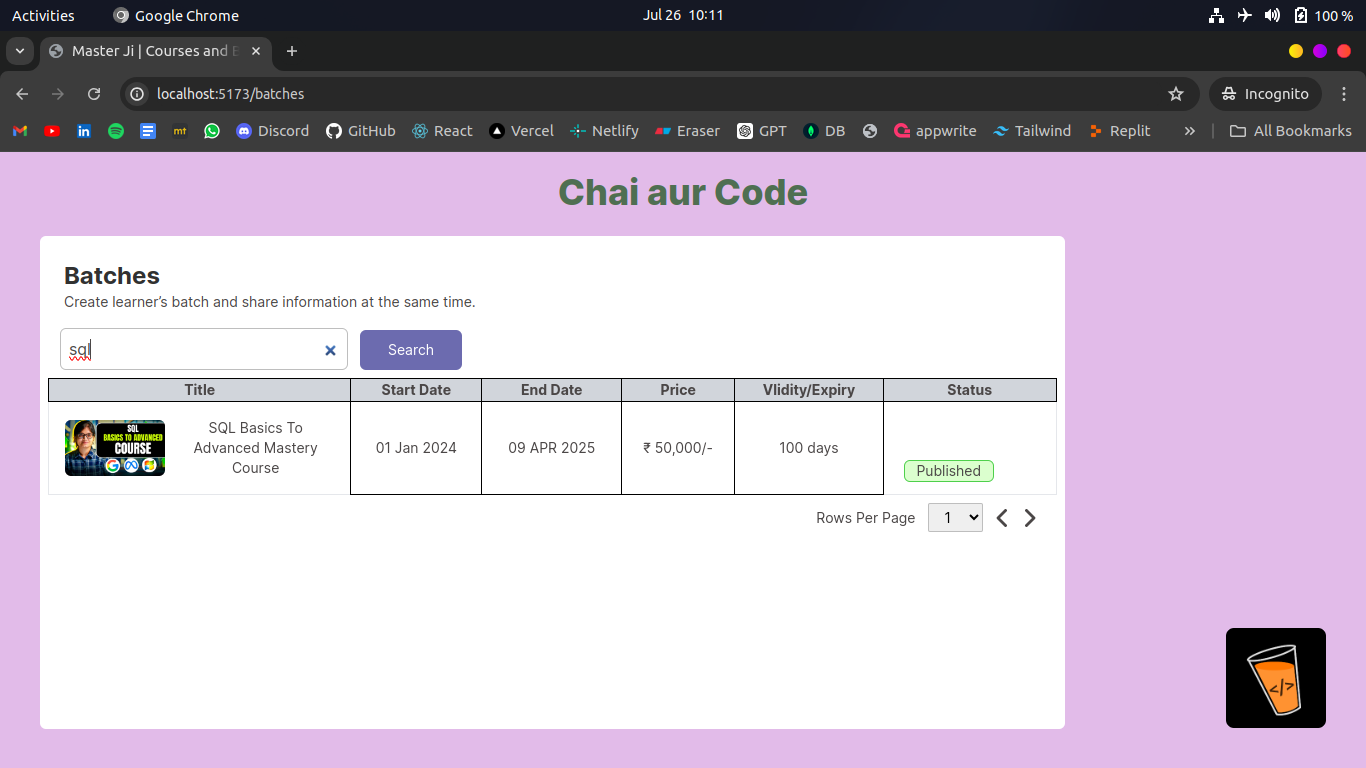 Activities Google Chrome Jul 26 10:11 100 %
Master Ji | Courses and
localhost:5173/batches Incognito
mt Discord GitHub React Vercel Netlify Eraser GPT DB appwrite Tailwind Replit » All Bookmarks
Chai aur Code
Batches
Create learner’s batch and share information at the same time.
sql Search
Title Start Date End Date Price Vlidity/Expiry Status
SQL
BASICS TO ADVANCED
COURSE
SQL Basics To
Advanced Mastery
Course
01 Jan 2024 09 APR 2025 ₹ 50,000/- 100 days
Published
Rows Per Page 1
</>